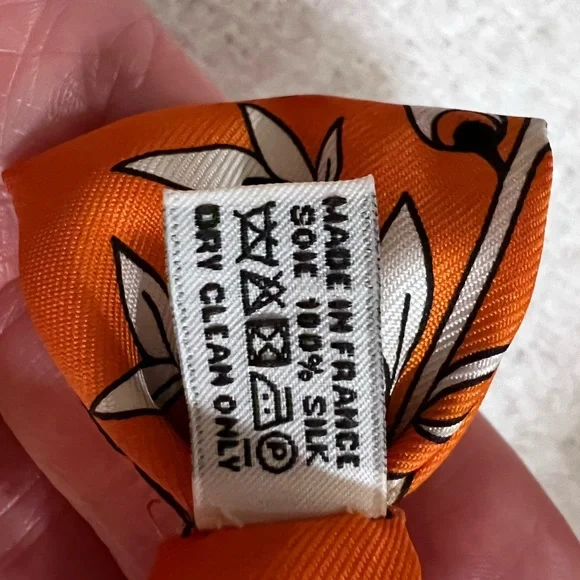 MADE IN FRANCE
SOIE 100% SILK
P
DRY CLEAN ONLY